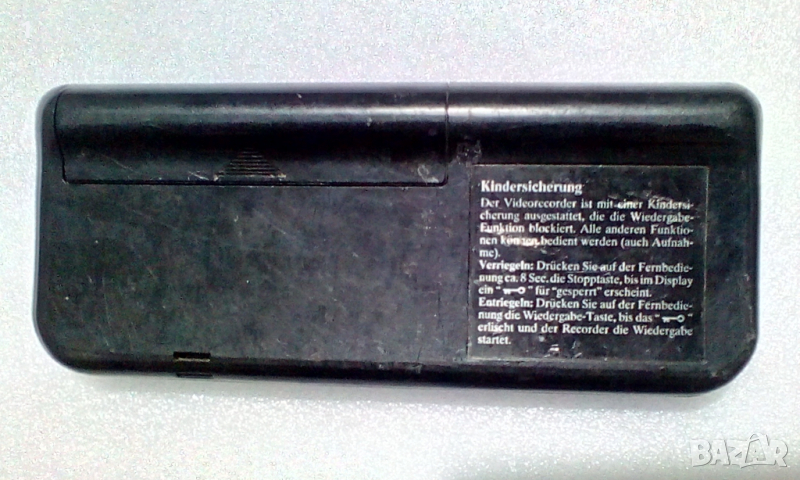 Kindersicherung
Der Videorecorder ist mit einer Kindersi-
cherung ausgestattet, die die Wiedergabe-
Funktion blockiert. Alle anderen Funktio-
nen können bedient werden (auch Aufnah-
me).
Verriegeln: Drücken Sie auf der Fernbedie-
nung ca. 8 Sec. die Stopptaste, bis im Display
ein " " für "gesperrt" erscheint.
Entriegeln: Drücken Sie auf der Fernbedie-
nung die Wiedergabe-Taste, bis das " "
erlischt und der Recorder die Wiedergabe
startet.
BAZAR